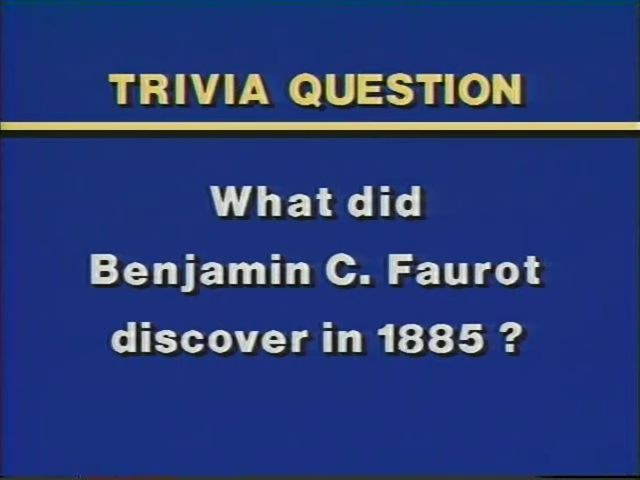 TRIVIA QUESTION
What did
Benjamin C. Faurot
discover in 1885 ?